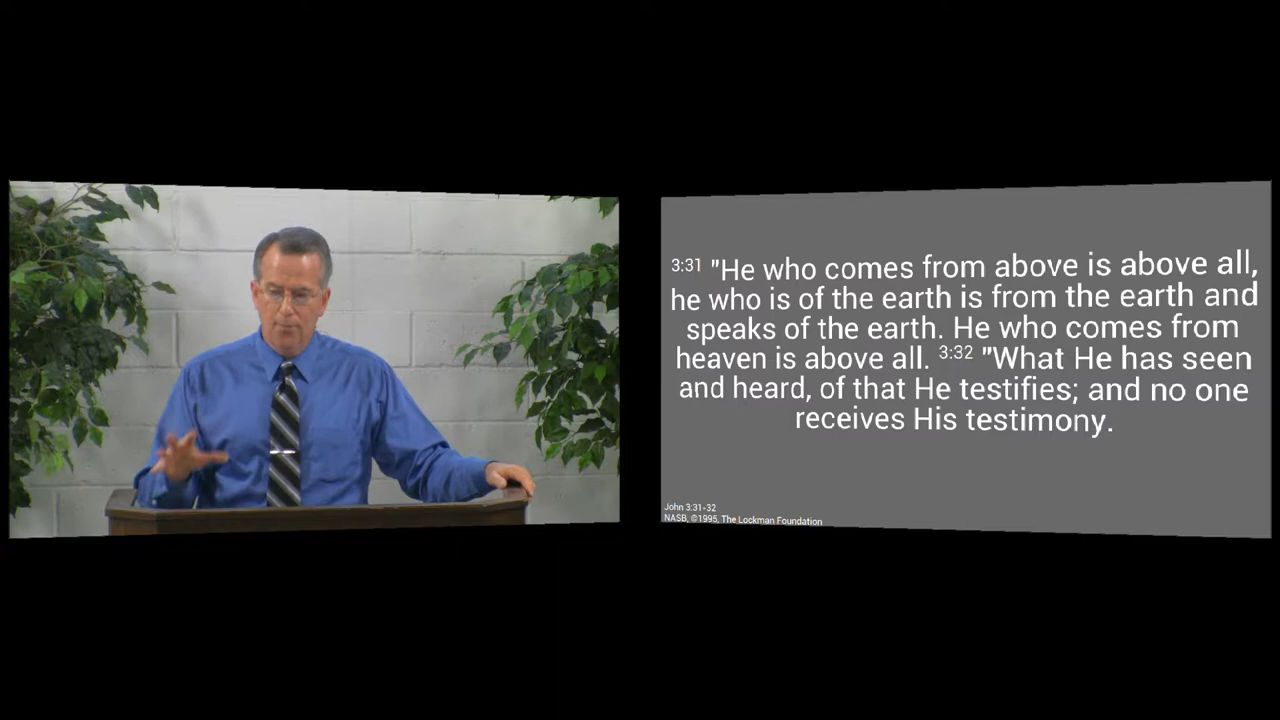 3:31 "He who comes from above is above all,
he who is of the earth is from the earth and
speaks of the earth. He who comes from
heaven is above all. 3:32 "What He has seen
and heard, of that He testifies; and no one
receives His testimony.
John 3:31-32
NASB, ©1995, The Lockman Foundation